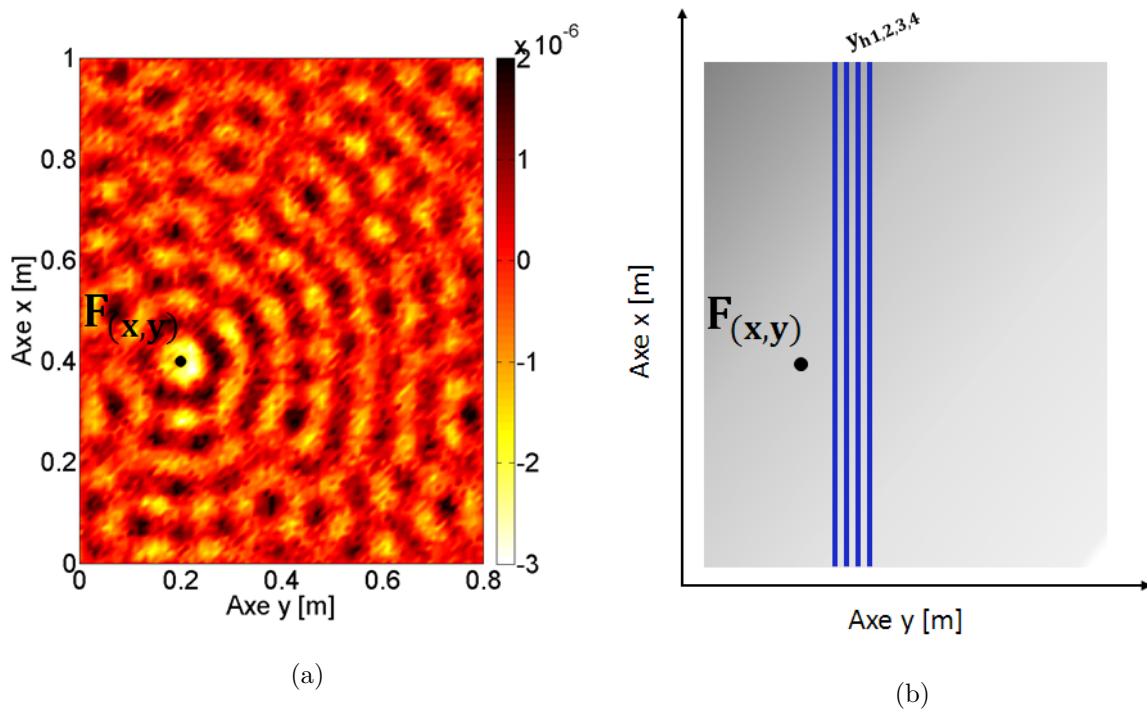 x 10^-6
1
0.8
0.6
0.4
0.2
0
0 0.2 0.4 0.6 0.8
Axe x [m]
Axe y [m]
F(x,y)
2
1
0
-1
-2
-3
(a)
yh1,2,3,4
Axe x [m]
F(x,y)
Axe y [m]
(b)